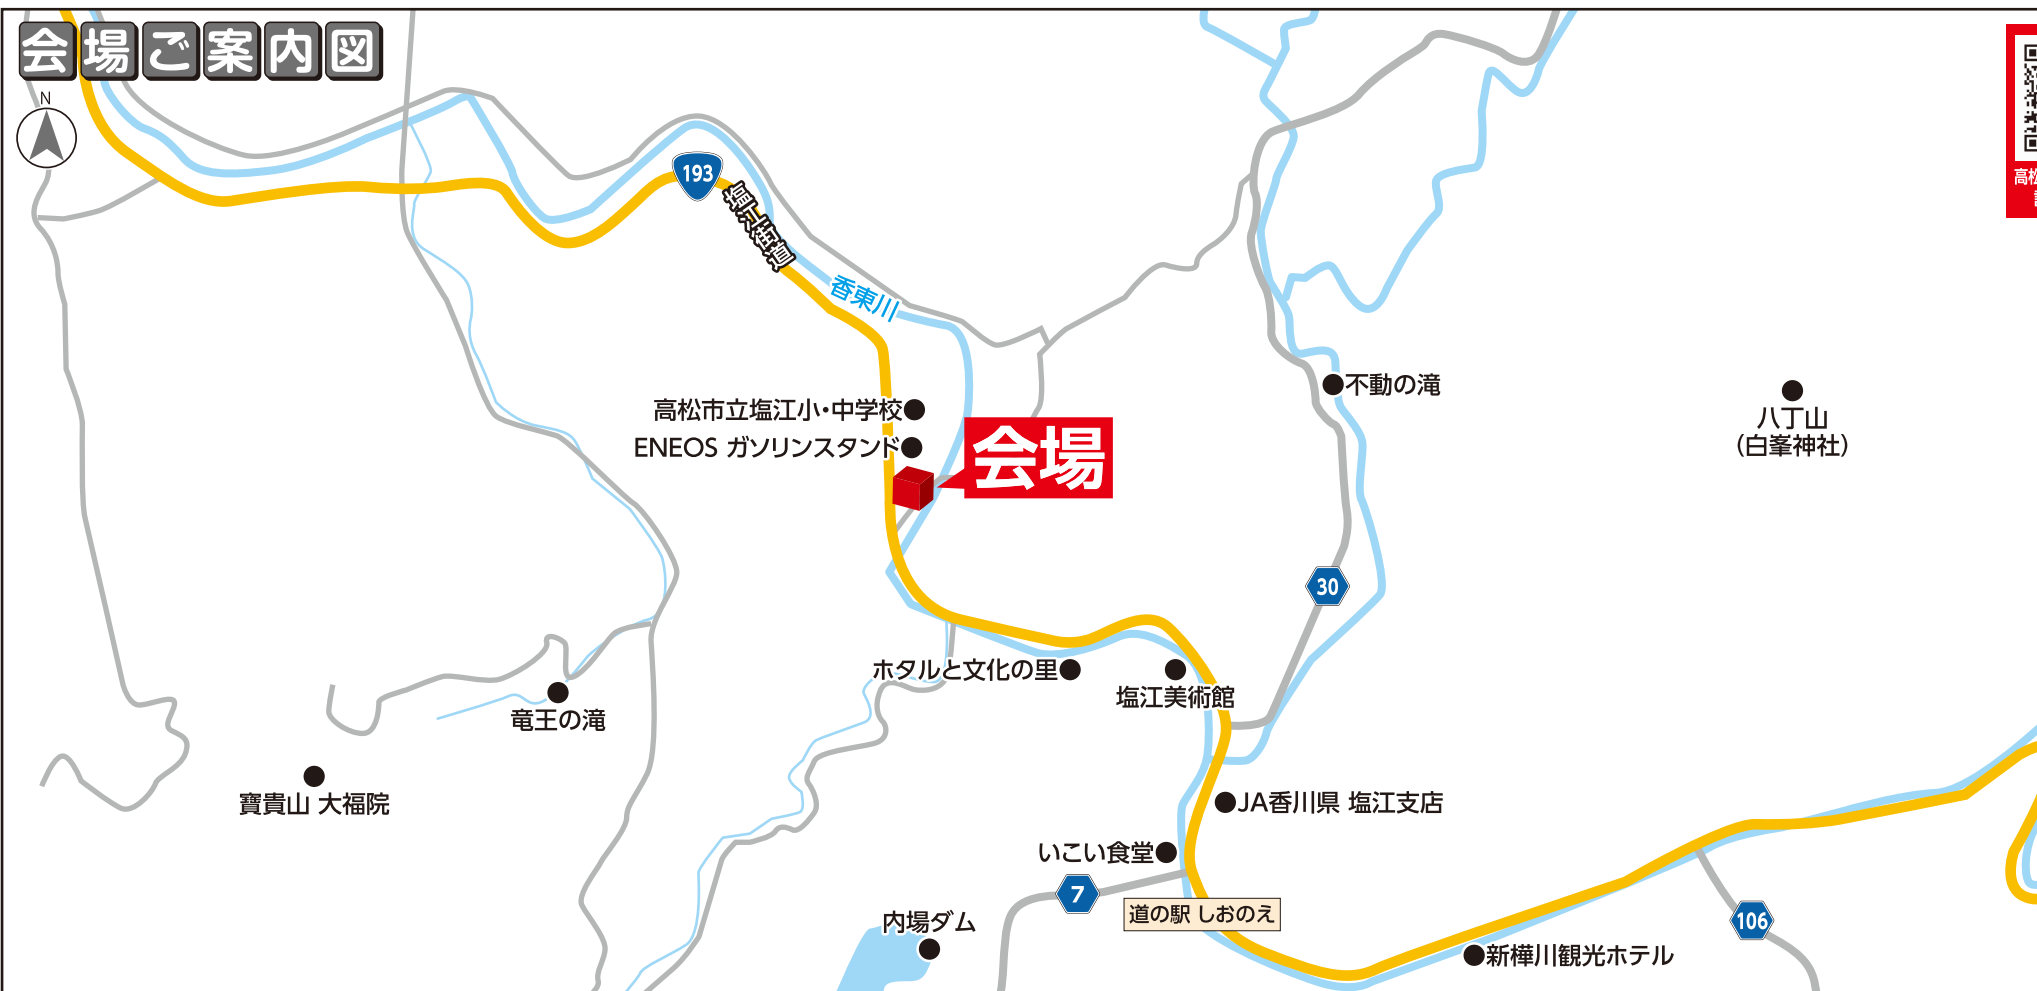 会場ご案内図
N
193
塩江街道
香東川
高松市立塩江小・中学校
ENEOS ガソリンスタンド
会場
不動の滝
八丁山
(白峯神社)
30
ホタルと文化の里
塩江美術館
竜王の滝
寶貴山 大福院
JA香川県 塩江支店
いこい食堂
7
道の駅 しおのえ
内場ダム
106
新樺川観光ホテル